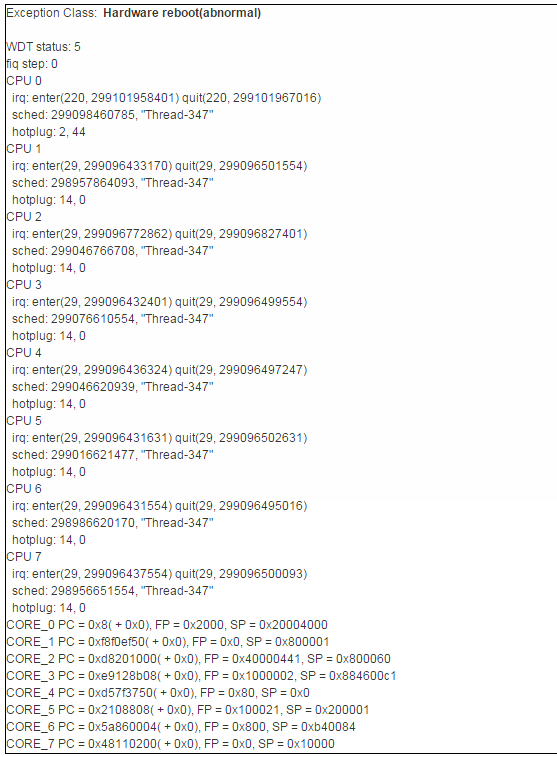 Exception Class: Hardware reboot(abnormal)
WDT status: 5
fiq step: 0
CPU 0
irq: enter(220, 299101958401) quit(220, 299101967016)
sched: 299098460785, "Thread-347"
hotplug: 2, 44
CPU 1
irq: enter(29, 299096433170) quit(29, 299096501554)
sched: 298957864093, "Thread-347"
hotplug: 14, 0
CPU 2
irq: enter(29, 299096772862) quit(29, 299096827401)
sched: 299046766708, "Thread-347"
hotplug: 14, 0
CPU 3
irq: enter(29, 299096432401) quit(29, 299096499554)
sched: 299076610554, "Thread-347"
hotplug: 14, 0
CPU 4
irq: enter(29, 299096436324) quit(29, 299096497247)
sched: 299046620939, "Thread-347"
hotplug: 14, 0
CPU 5
irq: enter(29, 299096431631) quit(29, 299096502631)
sched: 299016621477, "Thread-347"
hotplug: 14, 0
CPU 6
irq: enter(29, 299096431554) quit(29, 299096495016)
sched: 298986620170, "Thread-347"
hotplug: 14, 0
CPU 7
irq: enter(29, 299096437554) quit(29, 299096500093)
sched: 298956651554, "Thread-347"
hotplug: 14, 0
CORE_0 PC = 0x8( + 0x0), FP = 0x2000, SP = 0x20004000
CORE_1 PC = 0xf8f0ef50( + 0x0), FP = 0x0, SP = 0x800001
CORE_2 PC = 0xd8201000( + 0x0), FP = 0x40000441, SP = 0x800060
CORE_3 PC = 0xe9128b08( + 0x0), FP = 0x1000002, SP = 0x884600c1
CORE_4 PC = 0xd57f3750( + 0x0), FP = 0x80, SP = 0x0
CORE_5 PC = 0x2108808( + 0x0), FP = 0x100021, SP = 0x200001
CORE_6 PC = 0x5a860004( + 0x0), FP = 0x800, SP = 0xb40084
CORE_7 PC = 0x48110200( + 0x0), FP = 0x0, SP = 0x10000